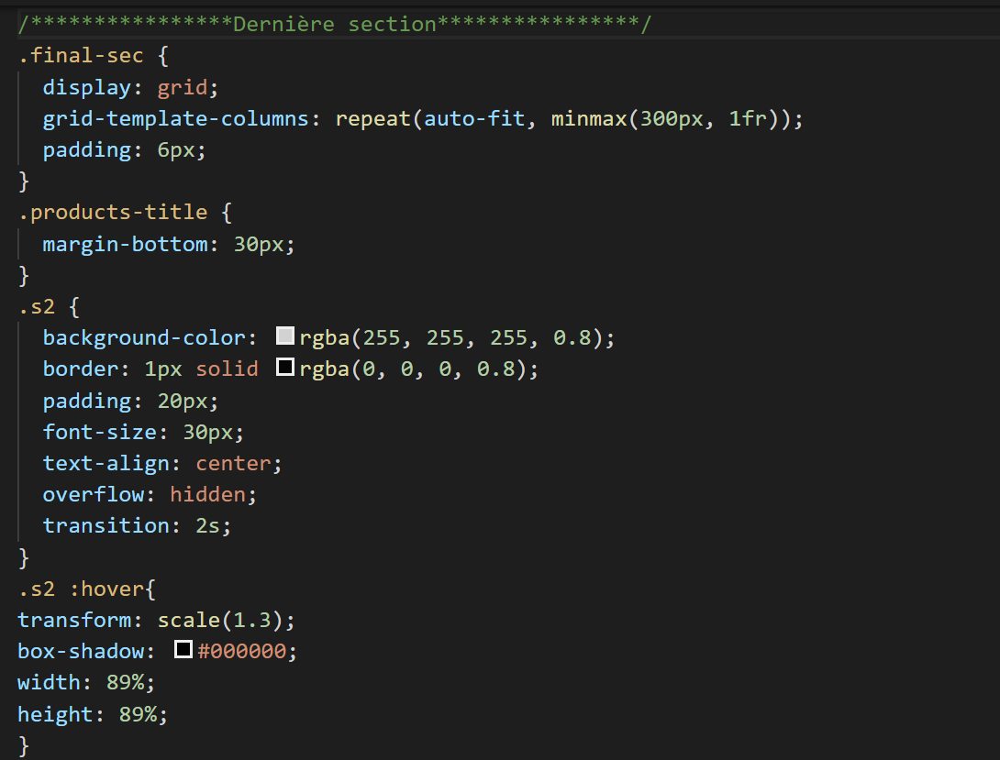 /****************Dernière section****************/
.final-sec {
  display: grid;
  grid-template-columns: repeat(auto-fit, minmax(300px, 1fr));
  padding: 6px;
}
.products-title {
  margin-bottom: 30px;
}
.s2 {
  background-color: rgba(255, 255, 255, 0.8);
  border: 1px solid rgba(0, 0, 0, 0.8);
  padding: 20px;
  font-size: 30px;
  text-align: center;
  overflow: hidden;
  transition: 2s;
}
.s2 :hover{
transform: scale(1.3);
box-shadow: #000000;
width: 89%;
height: 89%;
}